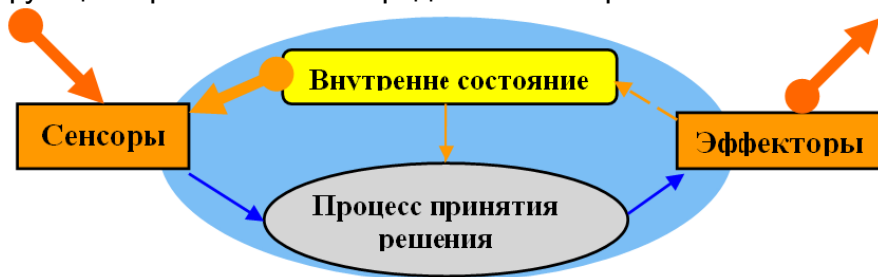 Внутренне состояние
Сенсоры
Эффекторы
Процесс принятия
решения